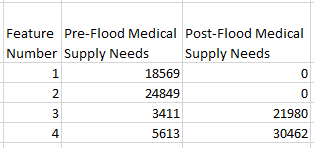 Feature Pre-Flood Medical Post-Flood Medical
Number Supply Needs Supply Needs
1 18569 0
2 24849 0
3 3411 21980
4 5613 30462